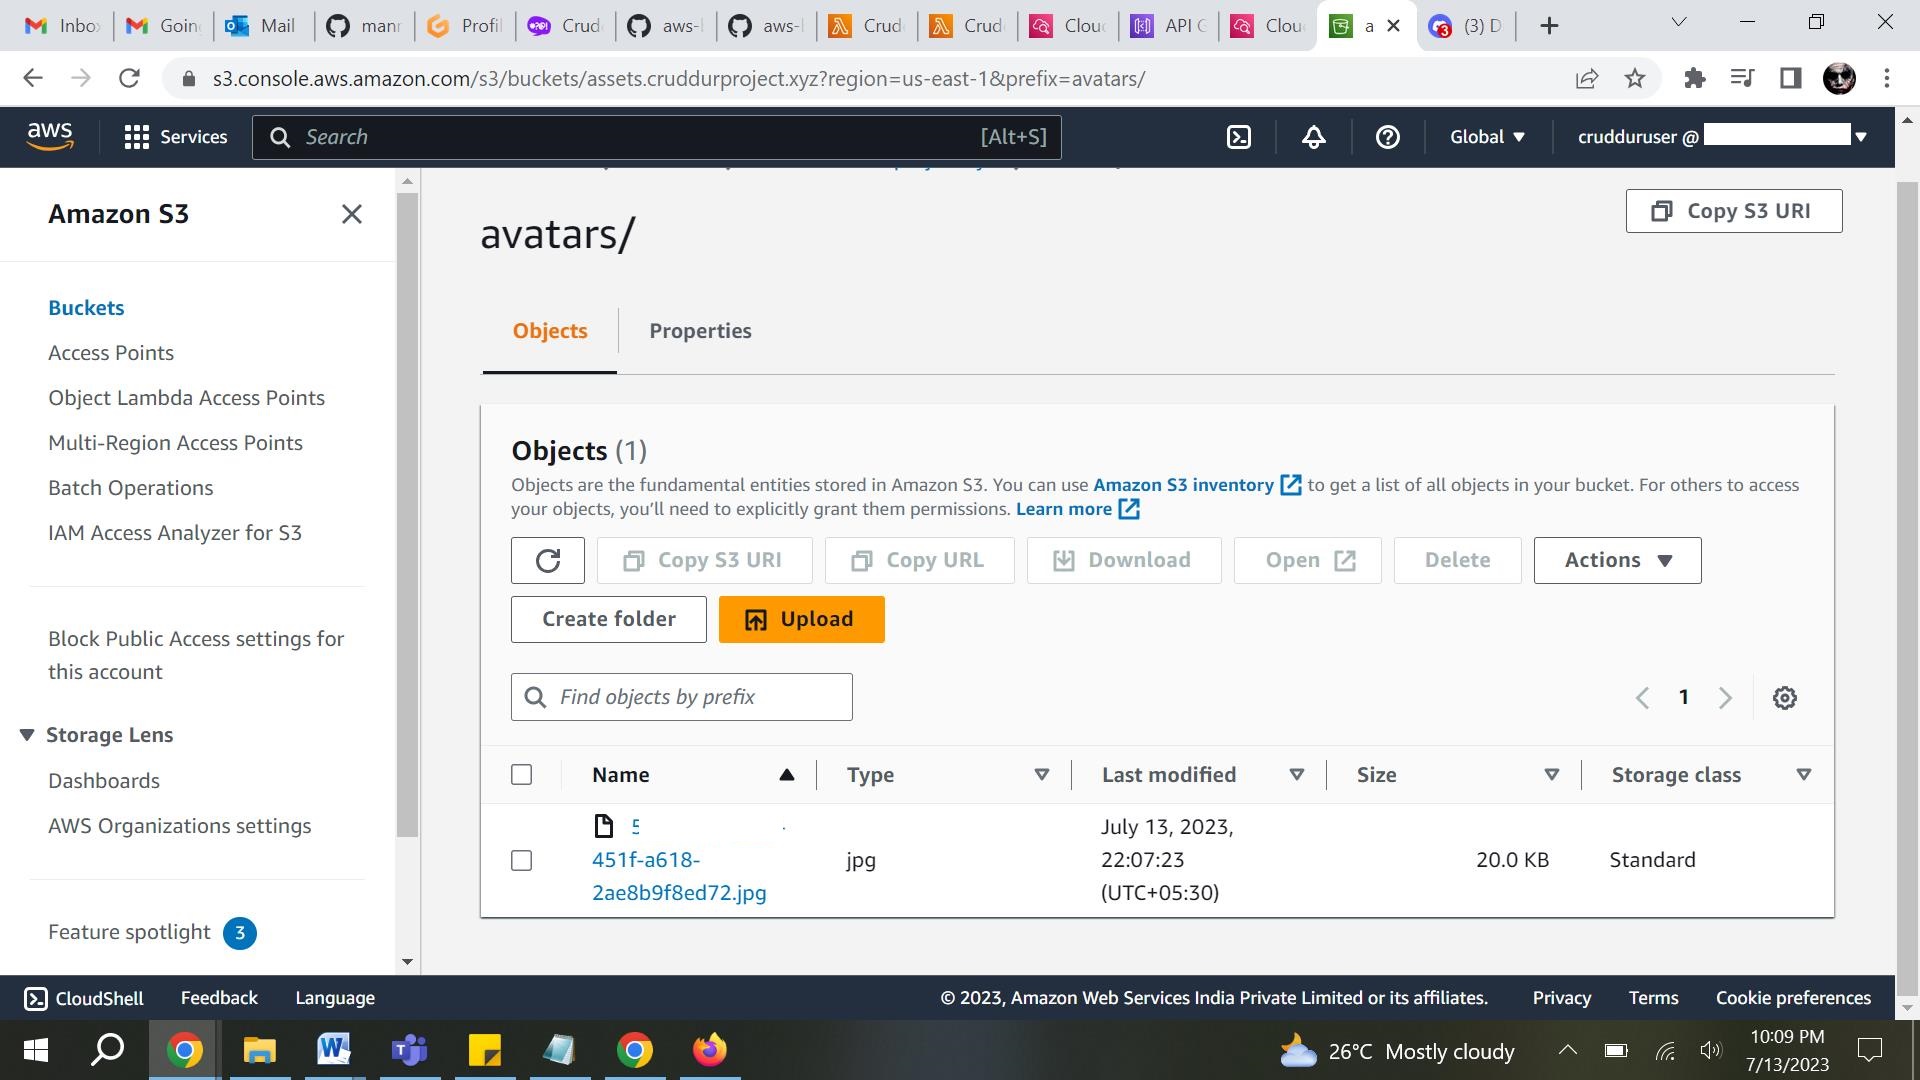 Inbo
Going
Mail
mann
Profil
Crud
aws-l
aws-l
Crud
Crud
Clou
API G
Clou
a
(3) D
s3.console.aws.amazon.com/s3/buckets/assets.cruddurproject.xyz?region=us-east-1&prefix=avatars/
aws
Services
Search
[Alt+S]
Global
crudduruser @
Amazon S3
Buckets
Access Points
Object Lambda Access Points
Multi-Region Access Points
Batch Operations
IAM Access Analyzer for S3
Block Public Access settings for
this account
Storage Lens
Dashboards
AWS Organizations settings
Feature spotlight 3
avatars/
Copy S3 URI
Objects
Properties
Objects (1)
Objects are the fundamental entities stored in Amazon S3. You can use Amazon S3 inventory to get a list of all objects in your bucket. For others to access
your objects, you'll need to explicitly grant them permissions. Learn more
Copy S3 URI
Copy URL
Download
Open
Delete
Actions
Create folder
Upload
Find objects by prefix
1
Name
Type
Last modified
Size
Storage class
5
451f-a618-
2ae8b9f8ed72.jpg
jpg
July 13, 2023,
22:07:23
(UTC+05:30)
20.0 KB
Standard
CloudShell
Feedback
Language
© 2023, Amazon Web Services India Private Limited or its affiliates.
Privacy
Terms
Cookie preferences
26°C Mostly cloudy
10:09 PM
7/13/2023